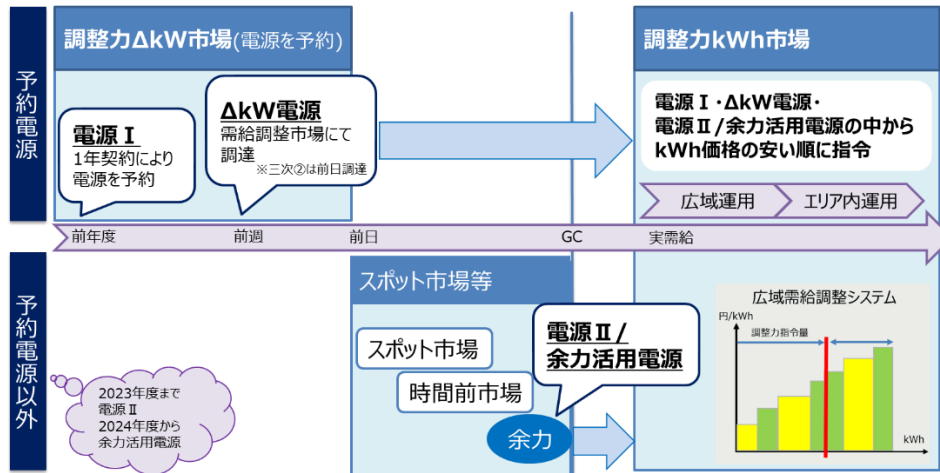 予約電源
調整力ΔkW市場(電源を予約)
電源Ⅰ
1年契約により
電源を予約
ΔkW電源
需給調整市場にて
調達
※三次②は前日調達
調整力kWh市場
電源Ⅰ・ΔkW電源・
電源Ⅱ/余力活用電源の中から
kWh価格の安い順に指令
広域運用
エリア内運用
前年度
前週
前日
GC
実需給
予約電源以外
2023年度まで
電源Ⅱ
2024年度から
余力活用電源
スポット市場等
スポット市場
時間前市場
余力
電源Ⅱ/
余力活用電源
広域需給調整システム
円/kWh
調整力指令量
kWh